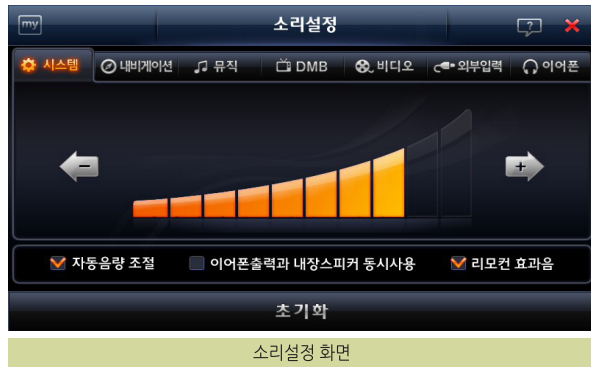 my 소리설정 ?
시스템 내비게이션 뮤직 DMB 비디오 외부입력 이어폰
- +
자동음량 조절 이어폰출력과 내장스피커 동시사용 리모컨 효과음
초기화
소리설정 화면